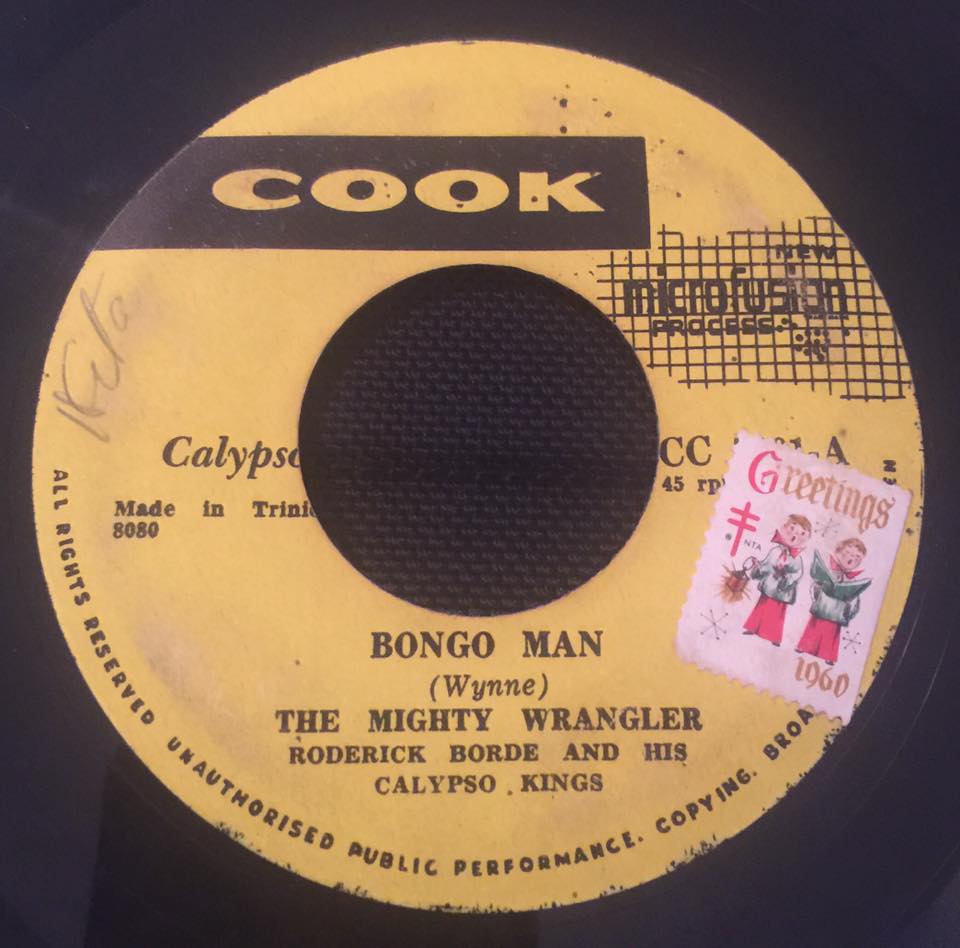 COOK
NEW
microfusion
PROCESS
Calypso
CC
45 rp
Made in Trini
8080
Greetings
NTA
1960
BONGO MAN
(Wynne)
THE MIGHTY WRANGLER
RODERICK BORDE AND HIS
CALYPSO KINGS
ALL RIGHTS RESERVED UNAUTHORISED PUBLIC PERFORMANCE. COPYING. BROA